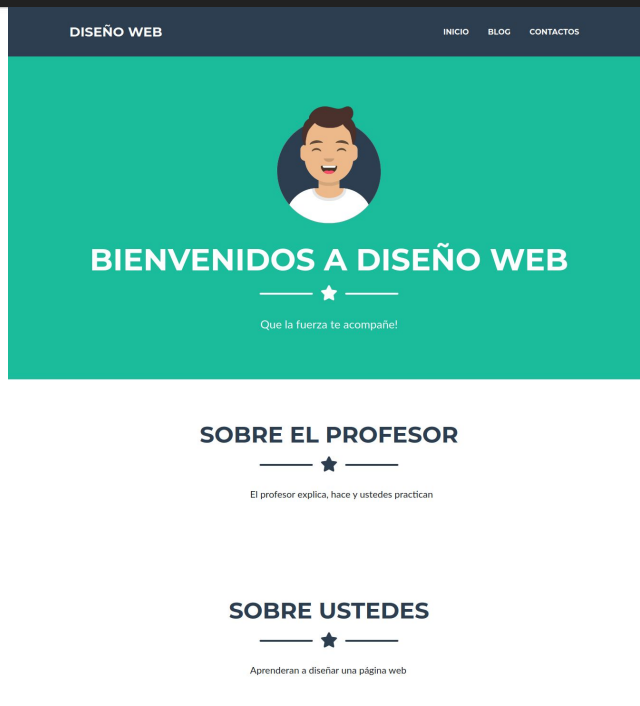 DISEÑO WEB
INICIO BLOG CONTACTOS
BIENVENIDOS A DISEÑO WEB
Que la fuerza te acompañe!
SOBRE EL PROFESOR
El profesor explica, hace y ustedes practican
SOBRE USTEDES
Aprenderan a diseñar una página web